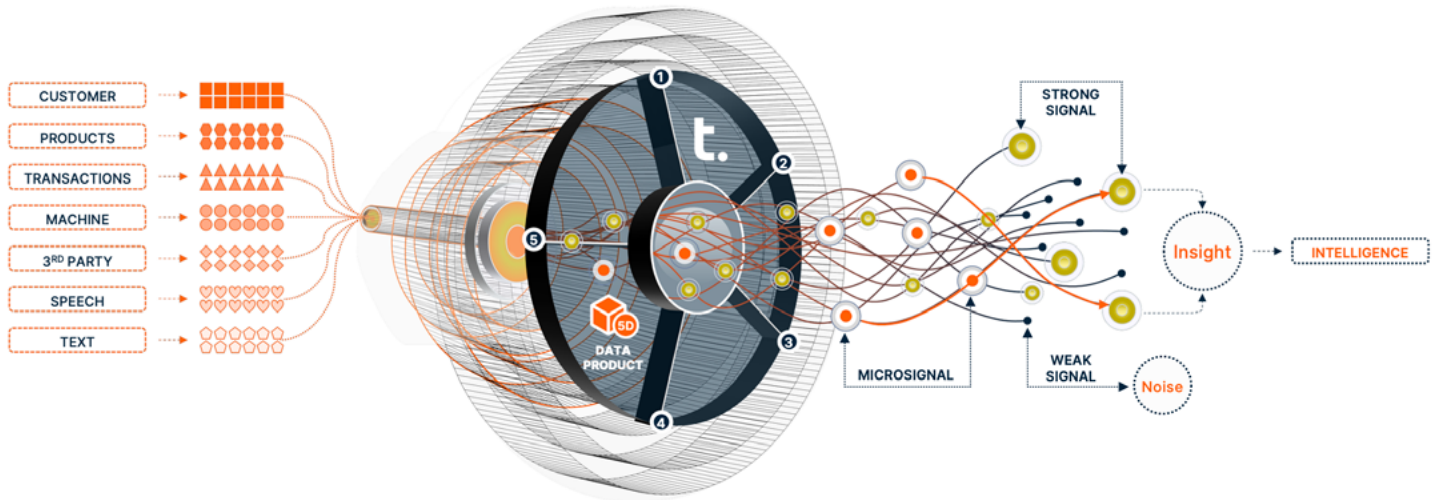 CUSTOMER
PRODUCTS
TRANSACTIONS
MACHINE
3RD PARTY
SPEECH
TEXT
1
t.
2
5
5D
DATA
PRODUCT
3
4
STRONG
SIGNAL
MICROSIGNAL
WEAK
SIGNAL
Noise
Insight
INTELLIGENCE